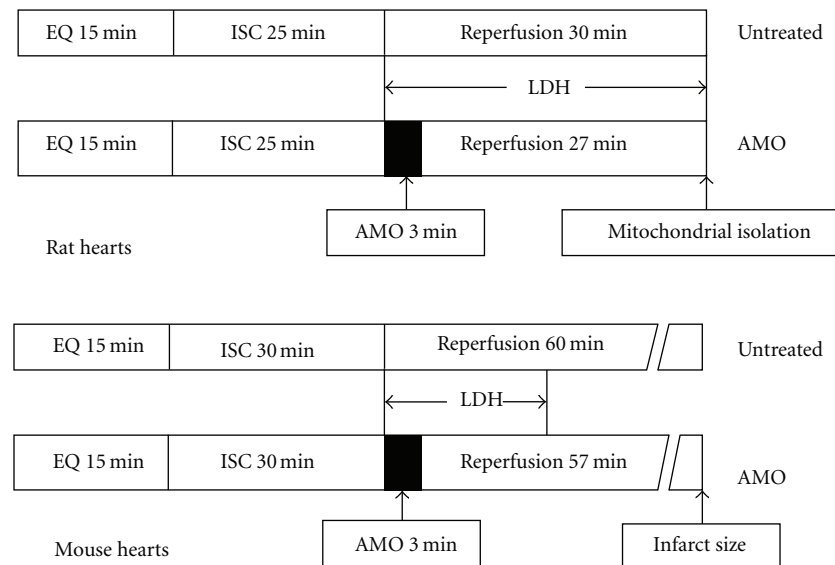 EQ 15 min ISC 25 min Reperfusion 30 min Untreated
LDH
EQ 15 min ISC 25 min Reperfusion 27 min AMO
AMO 3 min Mitochondrial isolation
Rat hearts
EQ 15 min ISC 30 min Reperfusion 60 min Untreated
LDH
EQ 15 min ISC 30 min Reperfusion 57 min AMO
AMO 3 min Infarct size
Mouse hearts